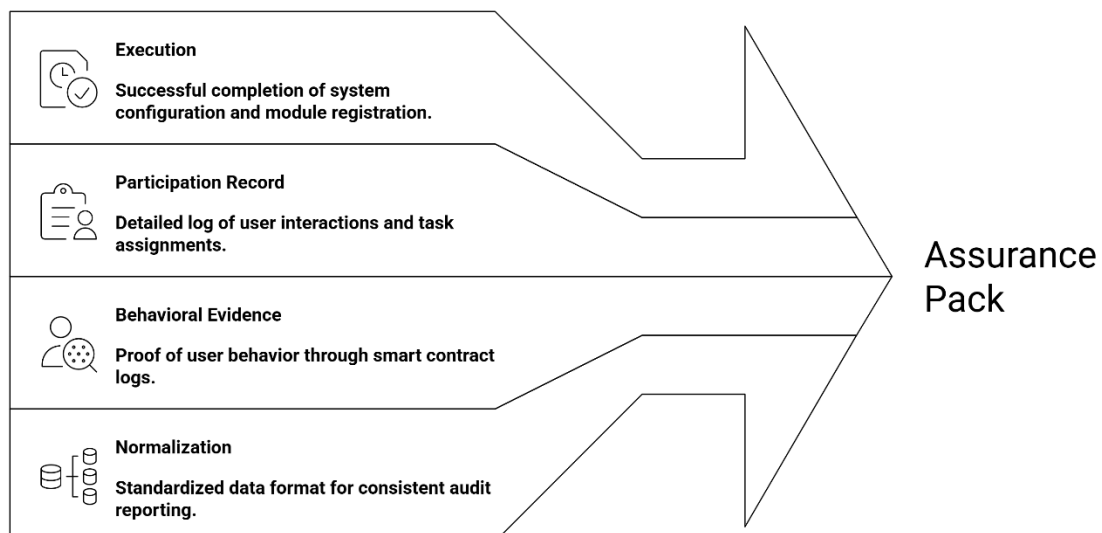 Execution
Successful completion of system
configuration and module registration.
Participation Record
Detailed log of user interactions and task
assignments.
Behavioral Evidence
Proof of user behavior through smart contract
logs.
Normalization
Standardized data format for consistent audit
reporting.
Assurance
Pack